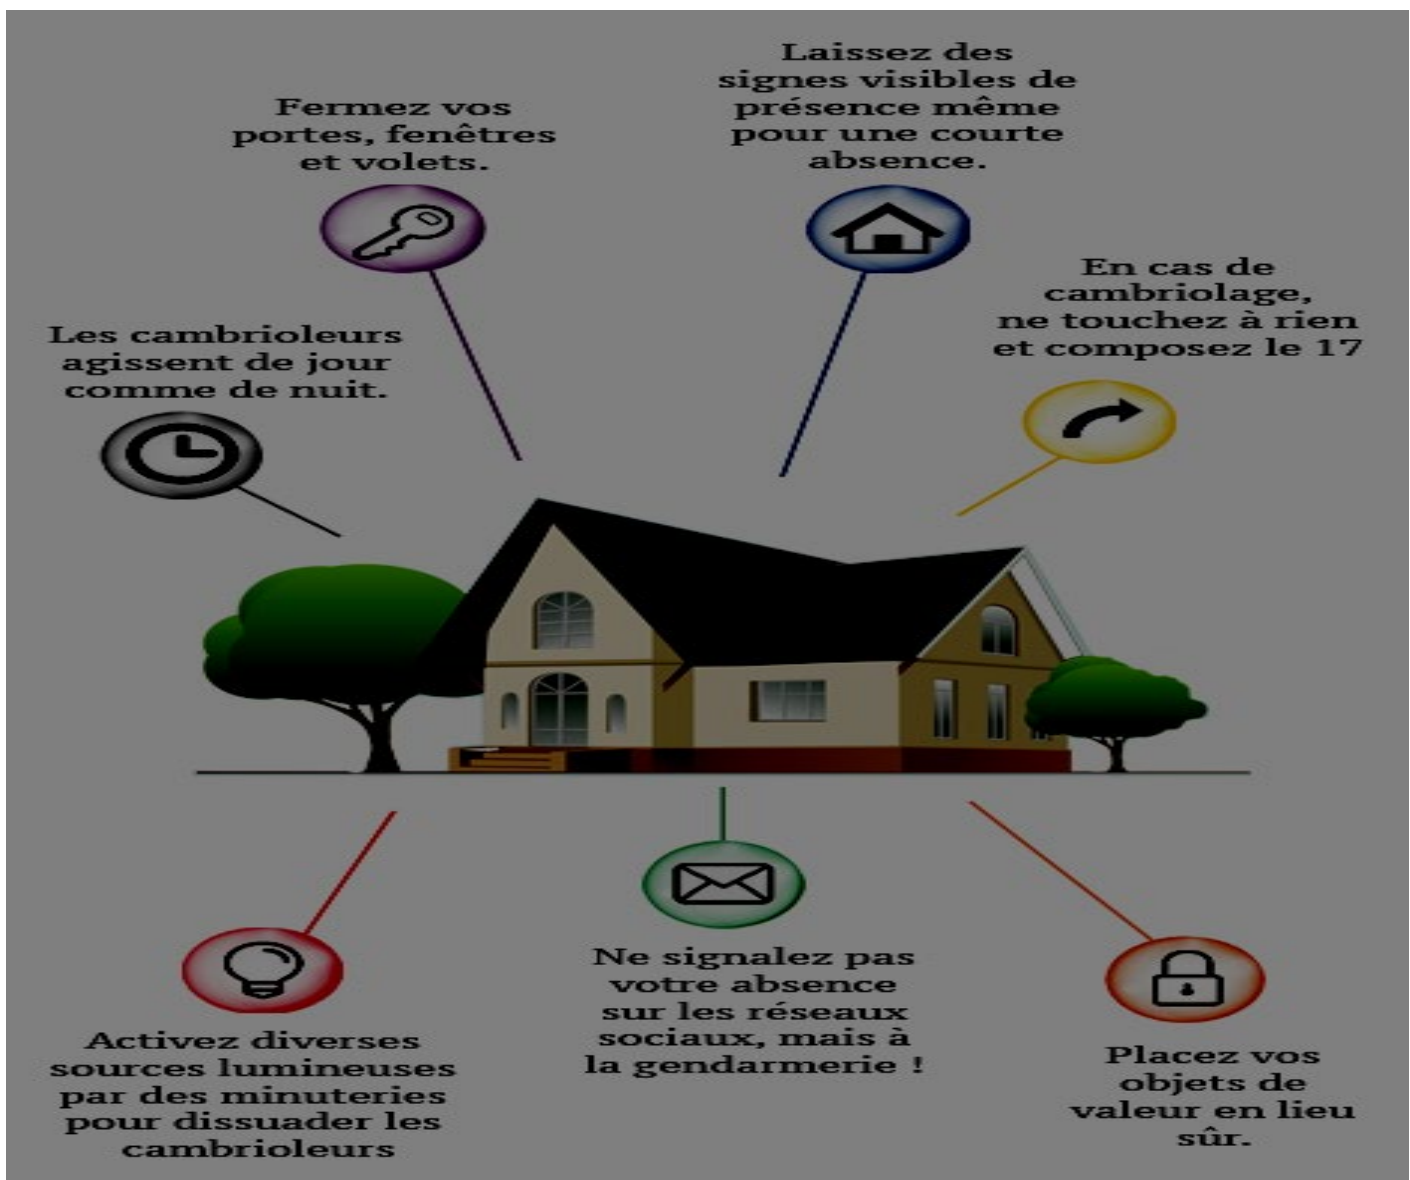 Laissez des
signes visibles de
présence même
pour une courte
absence.
Fermez vos
portes, fenêtres
et volets.
En cas de
cambriolage,
ne touchez à rien
et composez le 17
Les cambrioleurs
agissent de jour
comme de nuit.
Ne signalez pas
votre absence
sur les réseaux
sociaux, mais à
la gendarmerie !
Activez diverses
sources lumineuses
par des minuteries
pour dissuader les
cambrioleurs
Placez vos
objets de
valeur en lieu
sûr.